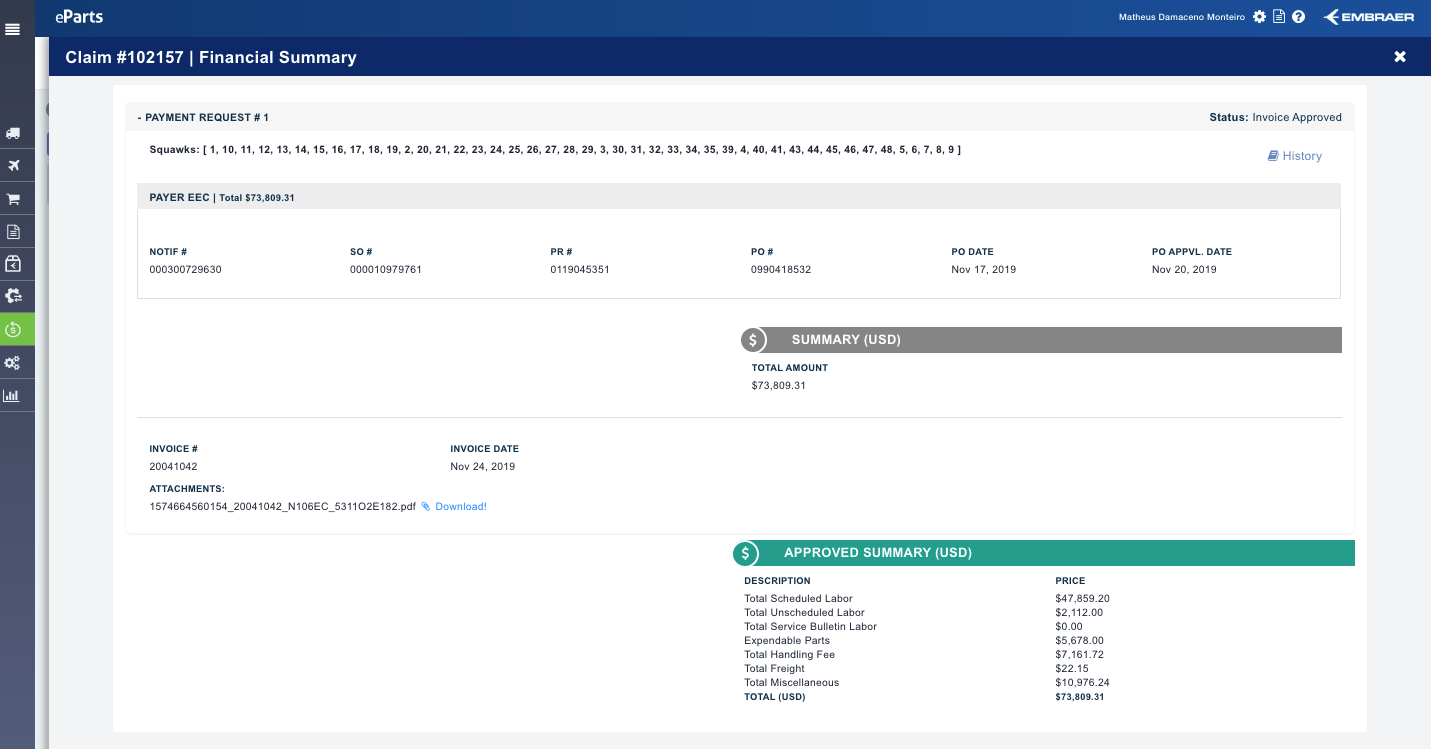 eParts
Matheus Damaceno Monteiro
EMBRAER
Claim #102157 | Financial Summary
- PAYMENT REQUEST # 1
Status: Invoice Approved
Squawks: [ 1, 10, 11, 12, 13, 14, 15, 16, 17, 18, 19, 2, 20, 21, 22, 23, 24, 25, 26, 27, 28, 29, 3, 30, 31, 32, 33, 34, 35, 39, 4, 40, 41, 43, 44, 45, 46, 47, 48, 5, 6, 7, 8, 9 ]
History
PAYER EEC | Total $73,809.31
NOTIF # SO # PR # PO # PO DATE PO APPVL. DATE
000300729630 000010979761 0119045351 0990418532 Nov 17, 2019 Nov 20, 2019
$ SUMMARY (USD)
TOTAL AMOUNT
$73,809.31
INVOICE # INVOICE DATE
20041042 Nov 24, 2019
ATTACHMENTS:
1574664560154_20041042_N106EC_5311O2E182.pdf Download!
$ APPROVED SUMMARY (USD)
DESCRIPTION PRICE
Total Scheduled Labor $47,859.20
Total Unscheduled Labor $2,112.00
Total Service Bulletin Labor $0.00
Expendable Parts $5,678.00
Total Handling Fee $7,161.72
Total Freight $22.15
Total Miscellaneous $10,976.24
TOTAL (USD) $73,809.31